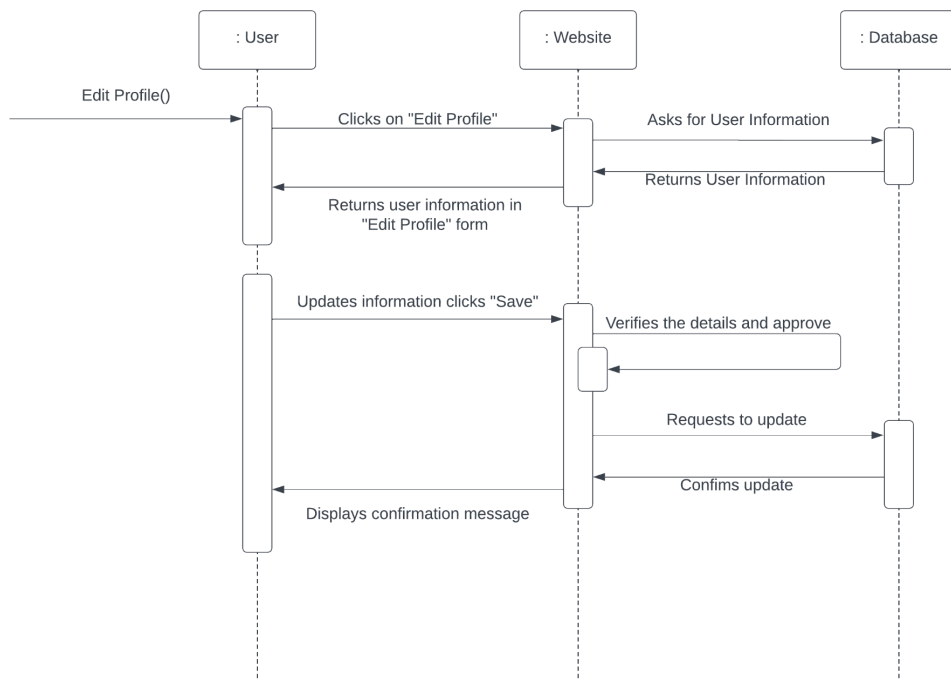 : User
: Website
: Database
Edit Profile()
Clicks on "Edit Profile"
Asks for User Information
Returns User Information
Returns user information in
"Edit Profile" form
Updates information clicks "Save"
Verifies the details and approve
Requests to update
Confims update
Displays confirmation message